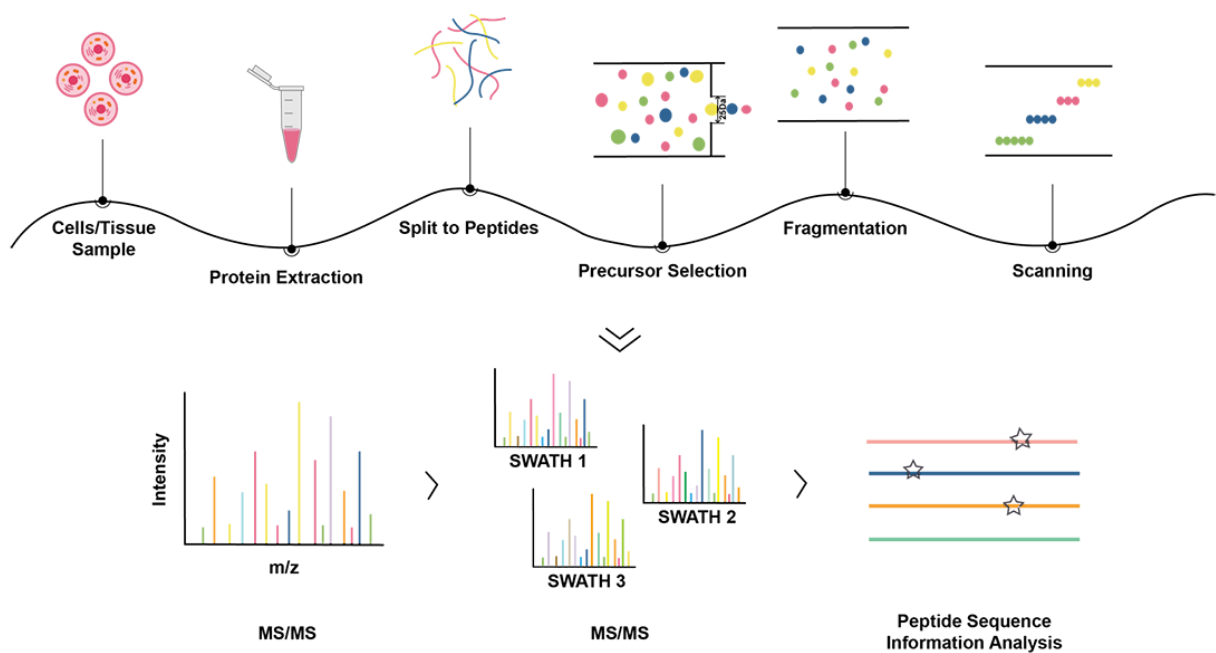 Cells/Tissue
Sample
Protein Extraction
Split to Peptides
25Da
Precursor Selection
Fragmentation
Scanning
Intensity
m/z
MS/MS
SWATH 1
SWATH 2
SWATH 3
MS/MS
Peptide Sequence
Information Analysis